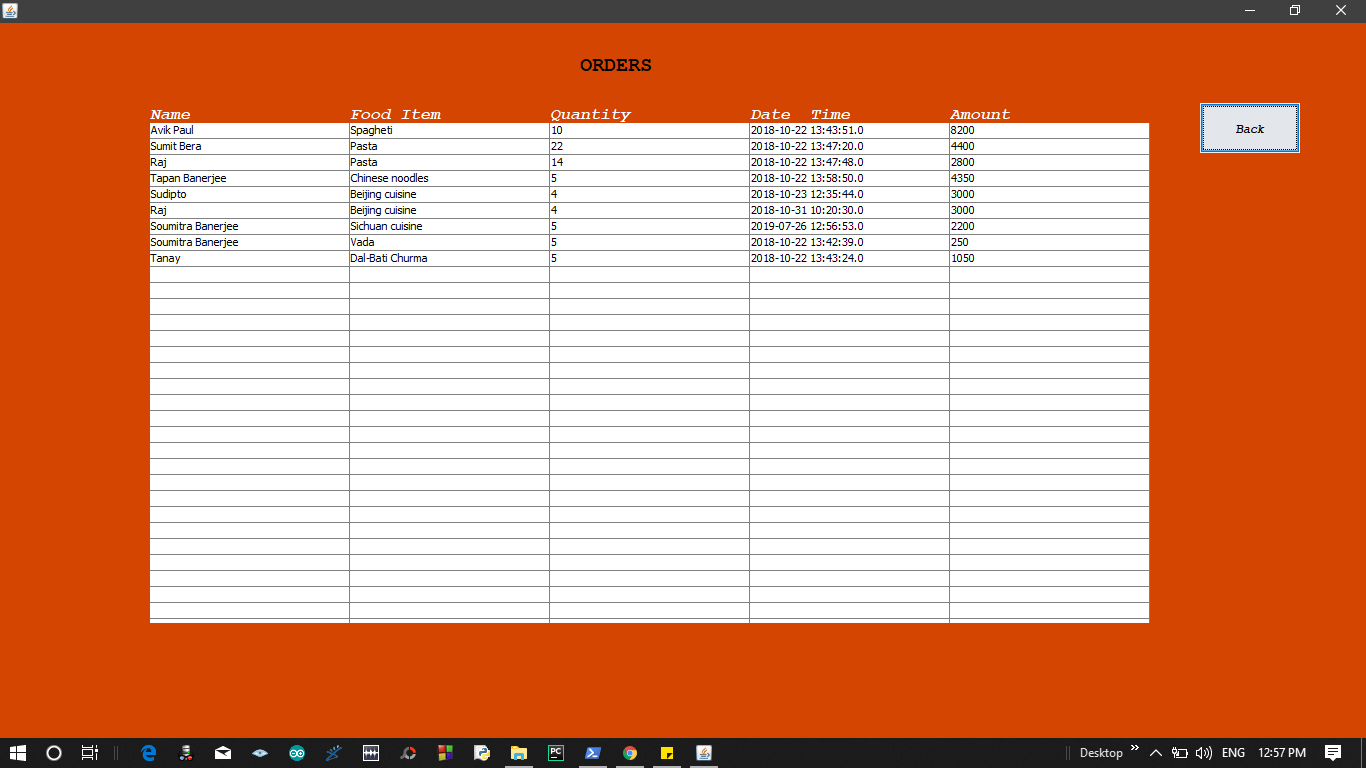 ORDERS
Name Food Item Quantity Date Time Amount
Back
Avik Paul Spagheti 10 2018-10-22 13:43:51.0 8200
Sumit Bera Pasta 22 2018-10-22 13:47:20.0 4400
Raj Pasta 14 2018-10-22 13:47:48.0 2800
Tapan Banerjee Chinese noodles 5 2018-10-22 13:58:50.0 4350
Sudipto Beijing cuisine 4 2018-10-23 12:35:44.0 3000
Raj Beijing cuisine 4 2018-10-31 10:20:30.0 3000
Soumitra Banerjee Sichuan cuisine 5 2019-07-26 12:56:53.0 2200
Soumitra Banerjee Vada 5 2018-10-22 13:42:39.0 250
Tanay Dal-Bati Churma 5 2018-10-22 13:43:24.0 1050
PC Desktop ENG 12:57 PM